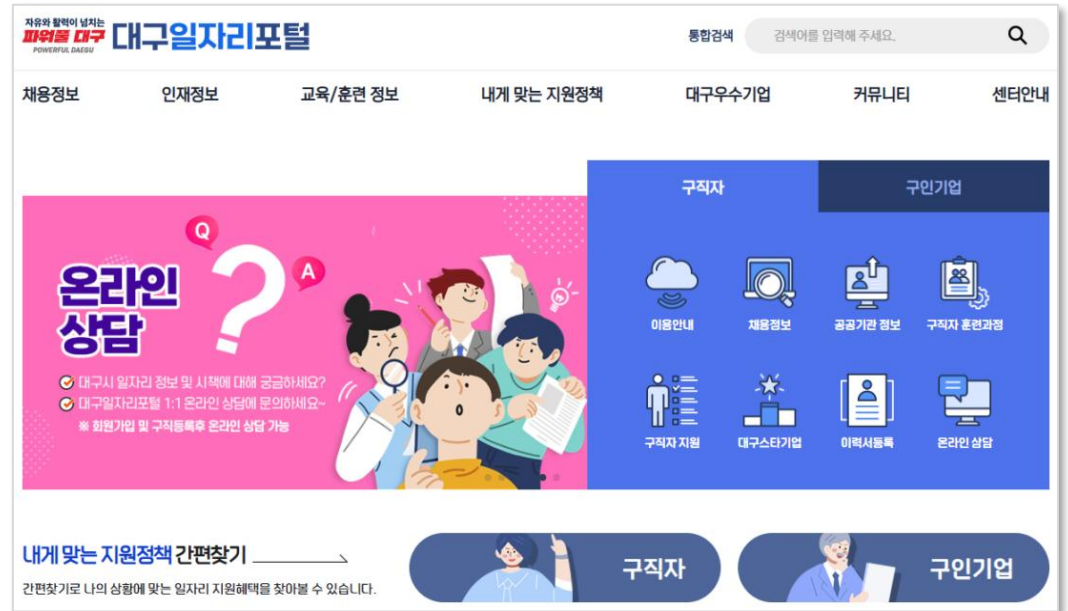 자유와 활력이 넘치는
파워풀 대구
POWERFUL DAEGU
대구일자리포털
통합검색
검색어를 입력해 주세요.
채용정보
인재정보
교육/훈련 정보
내게 맞는 지원정책
대구우수기업
커뮤니티
센터안내
Q
A
온라인
상담
대구시 일자리 정보 및 시책에 대해 궁금하세요?
대구일자리포털 1:1 온라인 상담에 문의하세요~
※ 회원가입 및 구직등록후 온라인 상담 가능
구직자
구인기업
이용안내
채용정보
공공기관 정보
구직자 훈련과정
구직자 지원
대구스타기업
이력서등록
온라인 상담
내게 맞는 지원정책 간편찾기
간편찾기로 나의 상황에 맞는 일자리 지원혜택을 찾아볼 수 있습니다.
구직자
구인기업